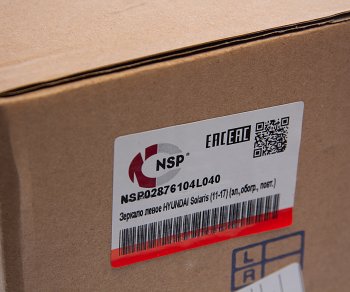 NSP®
EAC EAC
NSP02876104L040
Зеркало левое HYUNDAI Solaris (11-17) (эл.,обогр., повт.)
L
R